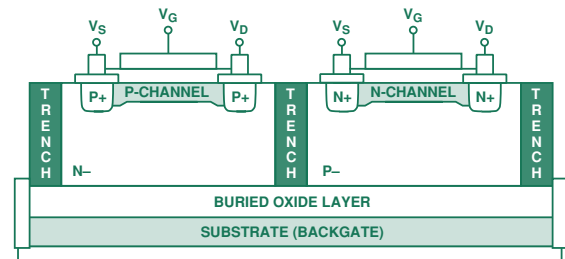 VS VG VD VS VG VD
P+ P-CHANNEL P+ N+ N-CHANNEL N+
TRENCH TRENCH TRENCH
N– P–
BURIED OXIDE LAYER
SUBSTRATE (BACKGATE)